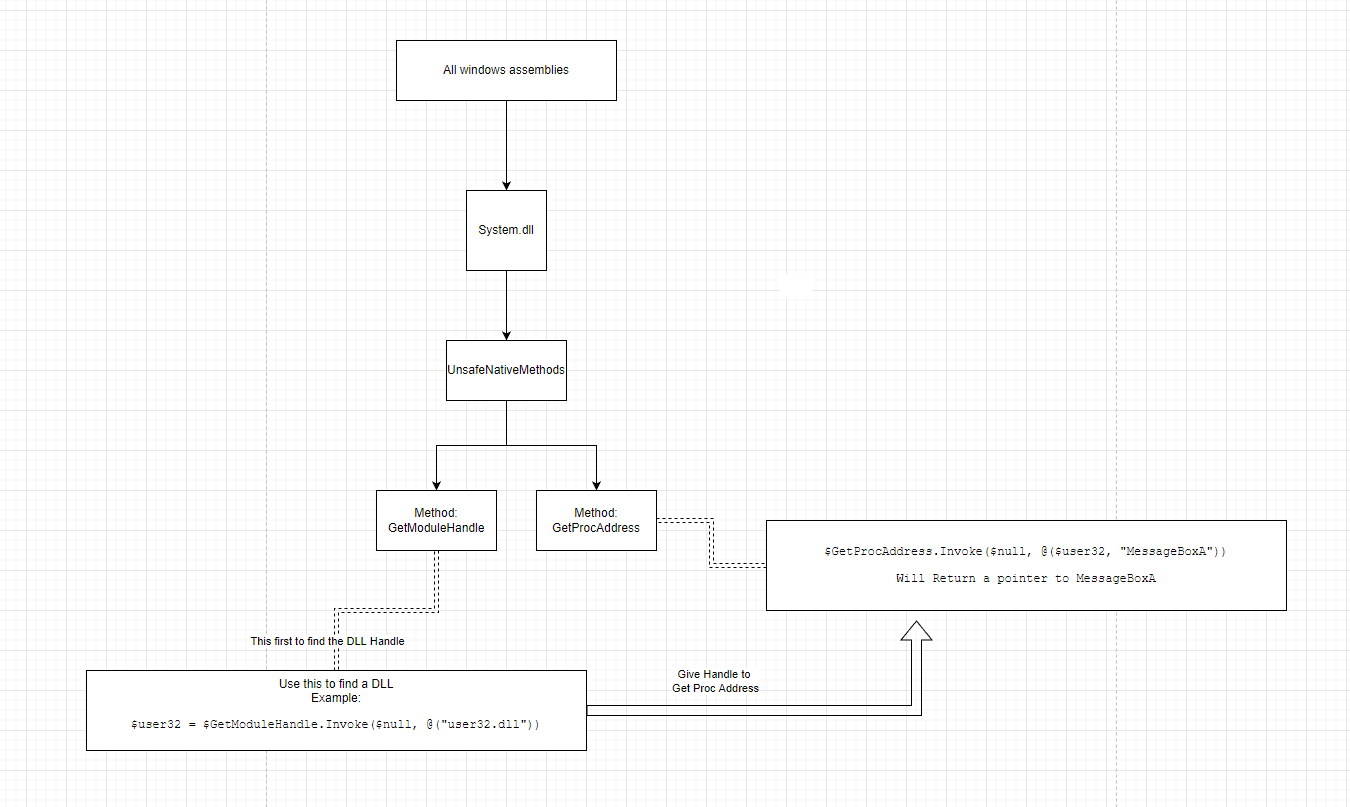 All windows assemblies
System.dll
UnsafeNativeMethods
Method:
GetModuleHandle
Method:
GetProcAddress
$GetProcAddress.Invoke($null, @($user32, "MessageBoxA"))
Will Return a pointer to MessageBoxA
This first to find the DLL Handle
Give Handle to
Get Proc Address
Use this to find a DLL
Example:
$user32 = $GetModuleHandle.Invoke($null, @("user32.dll"))